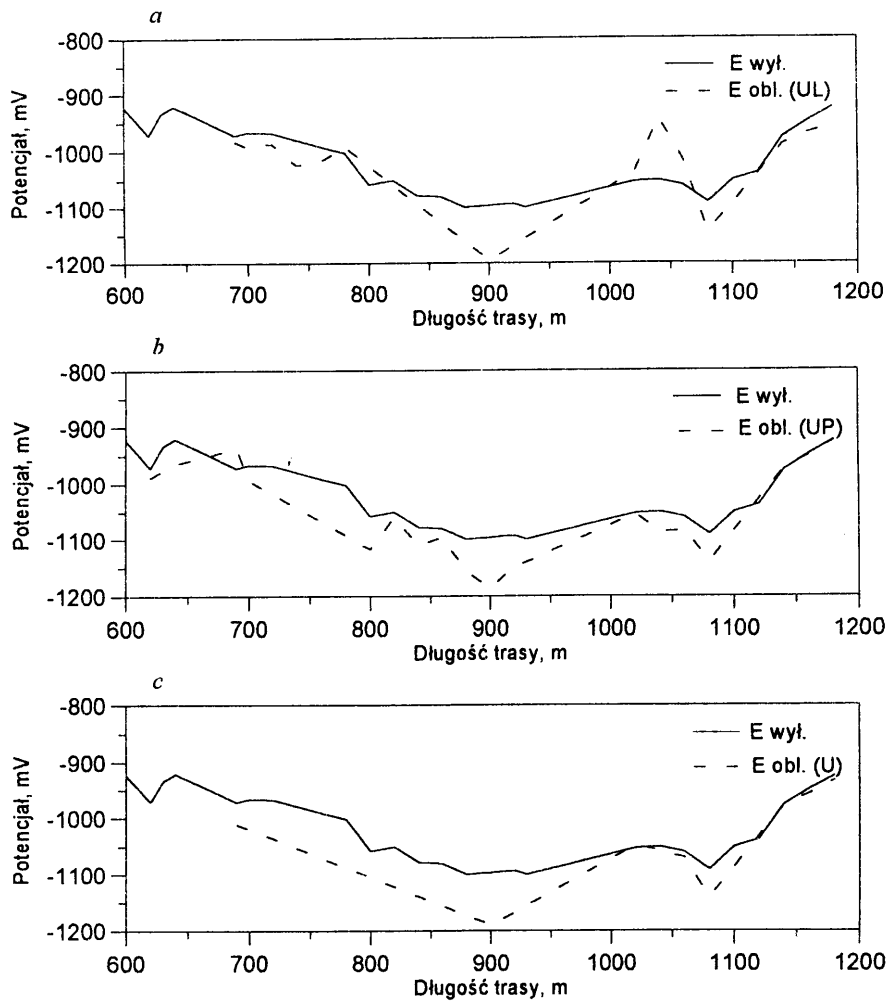 a
-800
-900
-1000
-1100
-1200
Potencjał, mV
E wył.
E obl. (UL)
600 700 800 900 1000 1100 1200
Długość trasy, m
b
-800
-900
-1000
-1100
-1200
Potencjał, mV
E wył.
E obl. (UP)
600 700 800 900 1000 1100 1200
Długość trasy, m
c
-800
-900
-1000
-1100
-1200
Potencjał, mV
E wył.
E obl. (U)
600 700 800 900 1000 1100 1200
Długość trasy, m